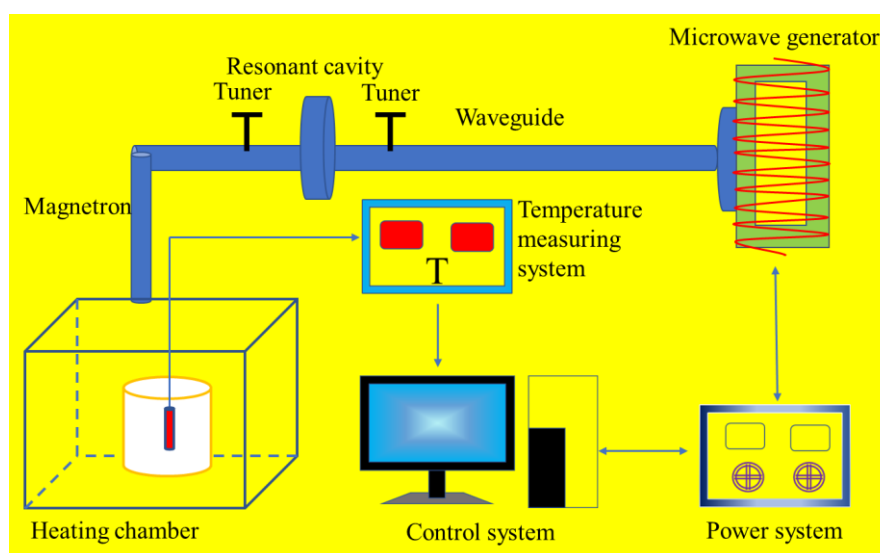 Microwave generator
Resonant cavity
Tuner
Tuner
Waveguide
Magnetron
Temperature
measuring
system
T
Heating chamber
Control system
Power system